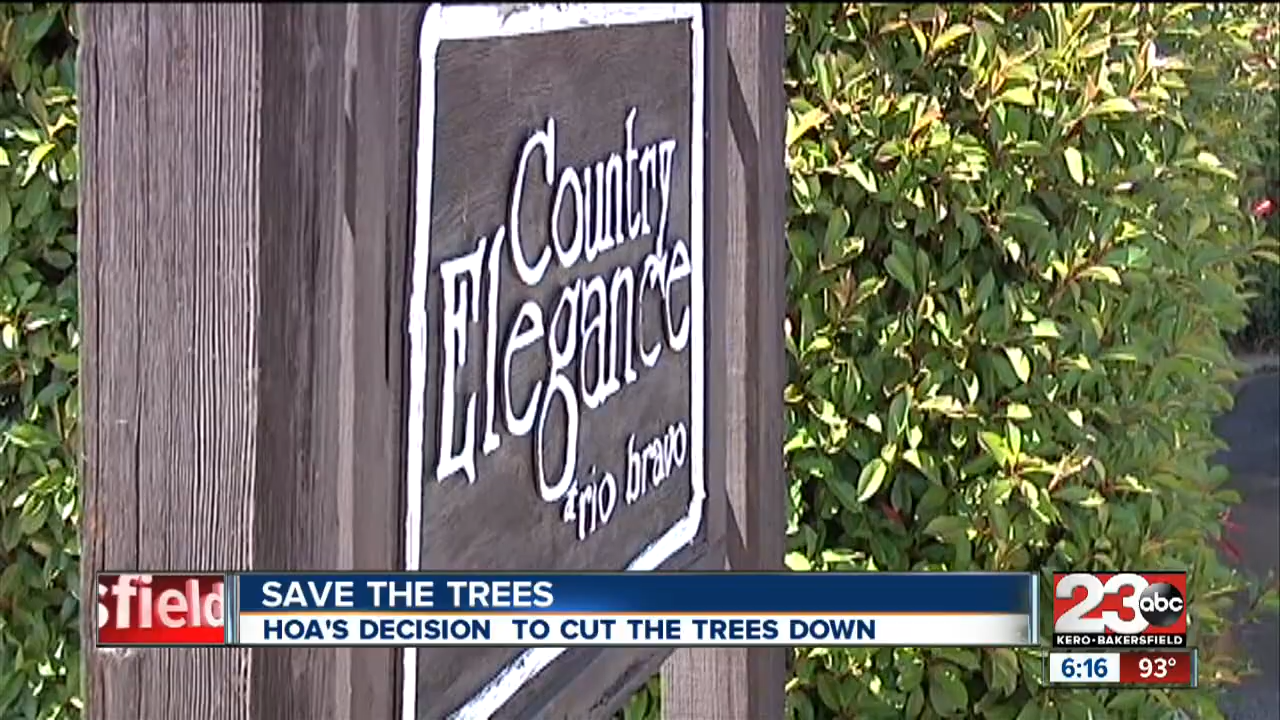 Country
Elegance
at rio bravo
sfield
SAVE THE TREES
HOA'S DECISION TO CUT THE TREES DOWN
23 abc
KERO-BAKERSFIELD
6:16 93°